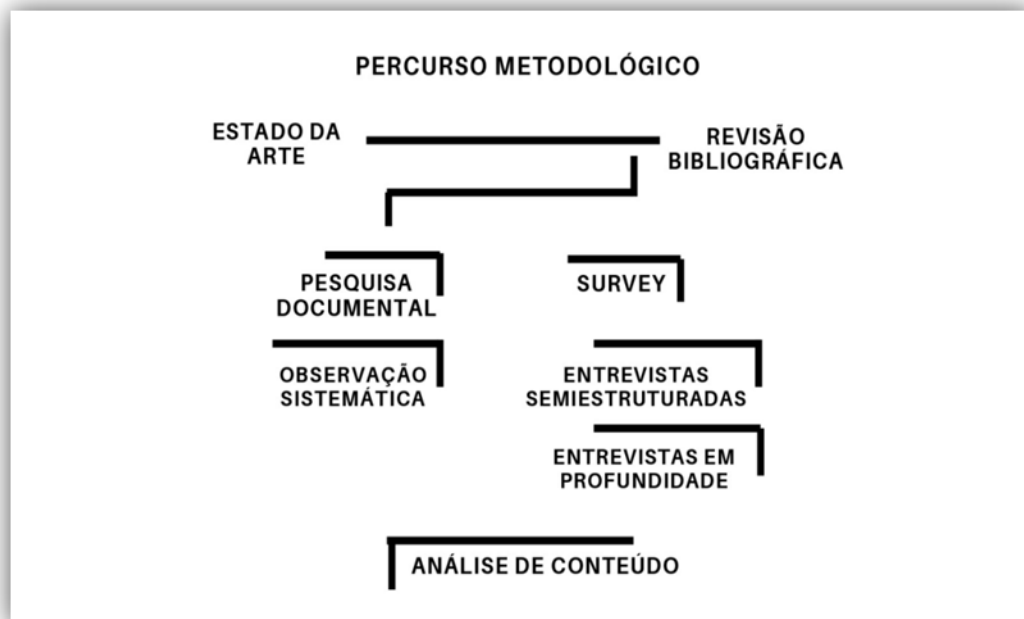 PERCURSO METODOLÓGICO
ESTADO DA
ARTE
REVISÃO
BIBLIOGRÁFICA
PESQUISA
DOCUMENTAL
SURVEY
OBSERVAÇÃO
SISTEMÁTICA
ENTREVISTAS
SEMIESTRUTURADAS
ENTREVISTAS EM
PROFUNDIDADE
ANÁLISE DE CONTEÚDO